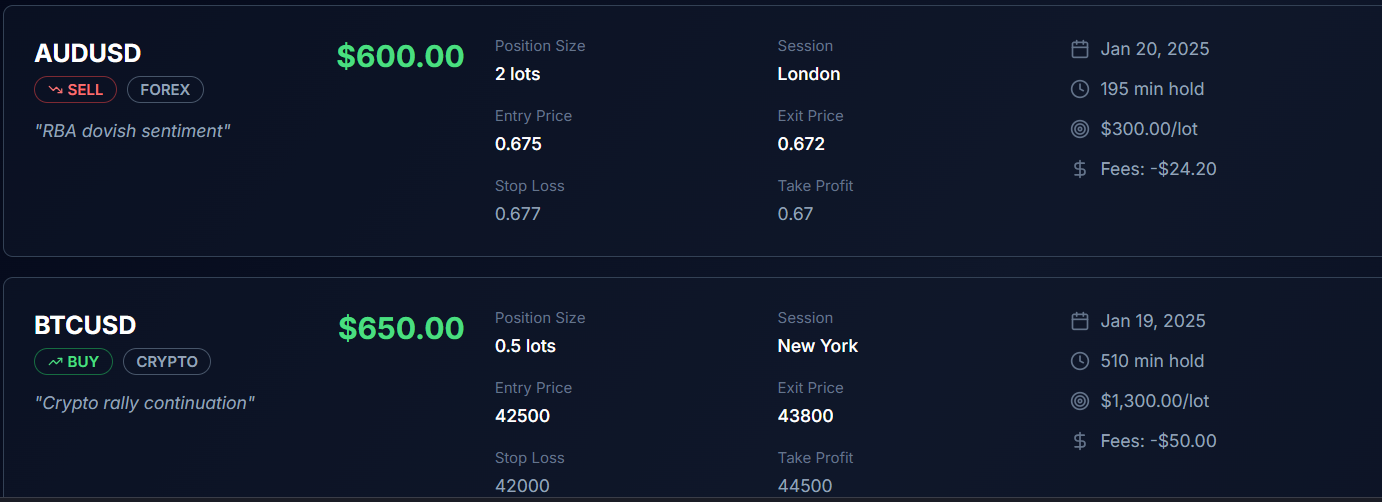 AUDUSD
$600.00
SELL
FOREX
"RBA dovish sentiment"
Position Size
2 lots
Session
London
Entry Price
0.675
Exit Price
0.672
Stop Loss
0.677
Take Profit
0.67
Jan 20, 2025
195 min hold
$300.00/lot
Fees: -$24.20
BTCUSD
$650.00
BUY
CRYPTO
"Crypto rally continuation"
Position Size
0.5 lots
Session
New York
Entry Price
42500
Exit Price
43800
Stop Loss
42000
Take Profit
44500
Jan 19, 2025
510 min hold
$1,300.00/lot
Fees: -$50.00